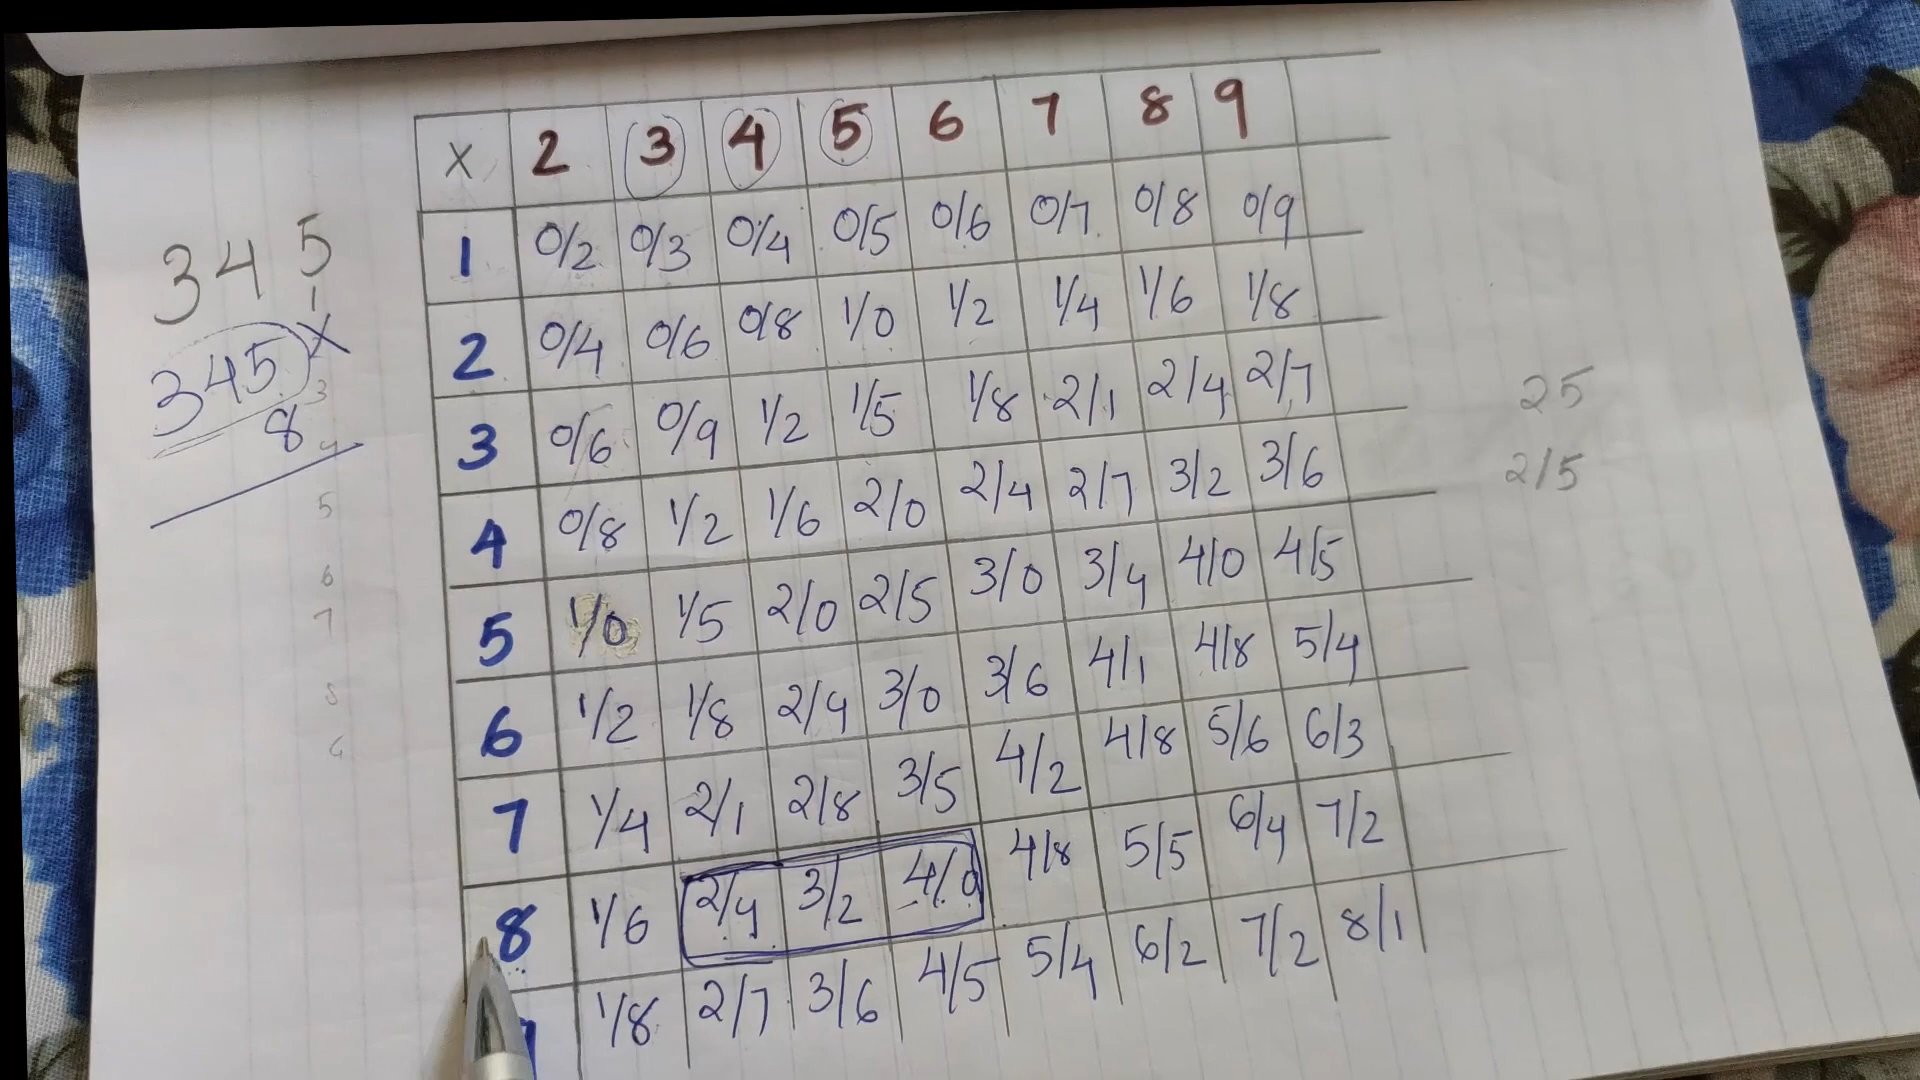 X 2 3 4 5 6 7 8 9
1 0/2 0/3 0/4 0/5 0/6 0/7 0/8 0/9
2 0/4 0/6 0/8 1/0 1/2 1/4 1/6 1/8
3 0/6 0/9 1/2 1/5 1/8 2/1 2/4 2/7
4 0/8 1/2 1/6 2/0 2/4 2/7 3/2 3/6
5 1/0 1/5 2/0 2/5 3/0 3/4 4/0 4/5
6 1/2 1/8 2/4 3/0 3/6 4/1 4/8 5/4
7 1/4 2/1 2/8 3/5 4/2 4/8 5/6 6/3
8 1/6 2/4 3/2 4/0 4/8 5/5 6/4 7/2
1/8 2/7 3/6 4/5 5/4 6/2 7/2 8/1
3 4 5
1
345 X
3
8
5
6
7
25
2/5